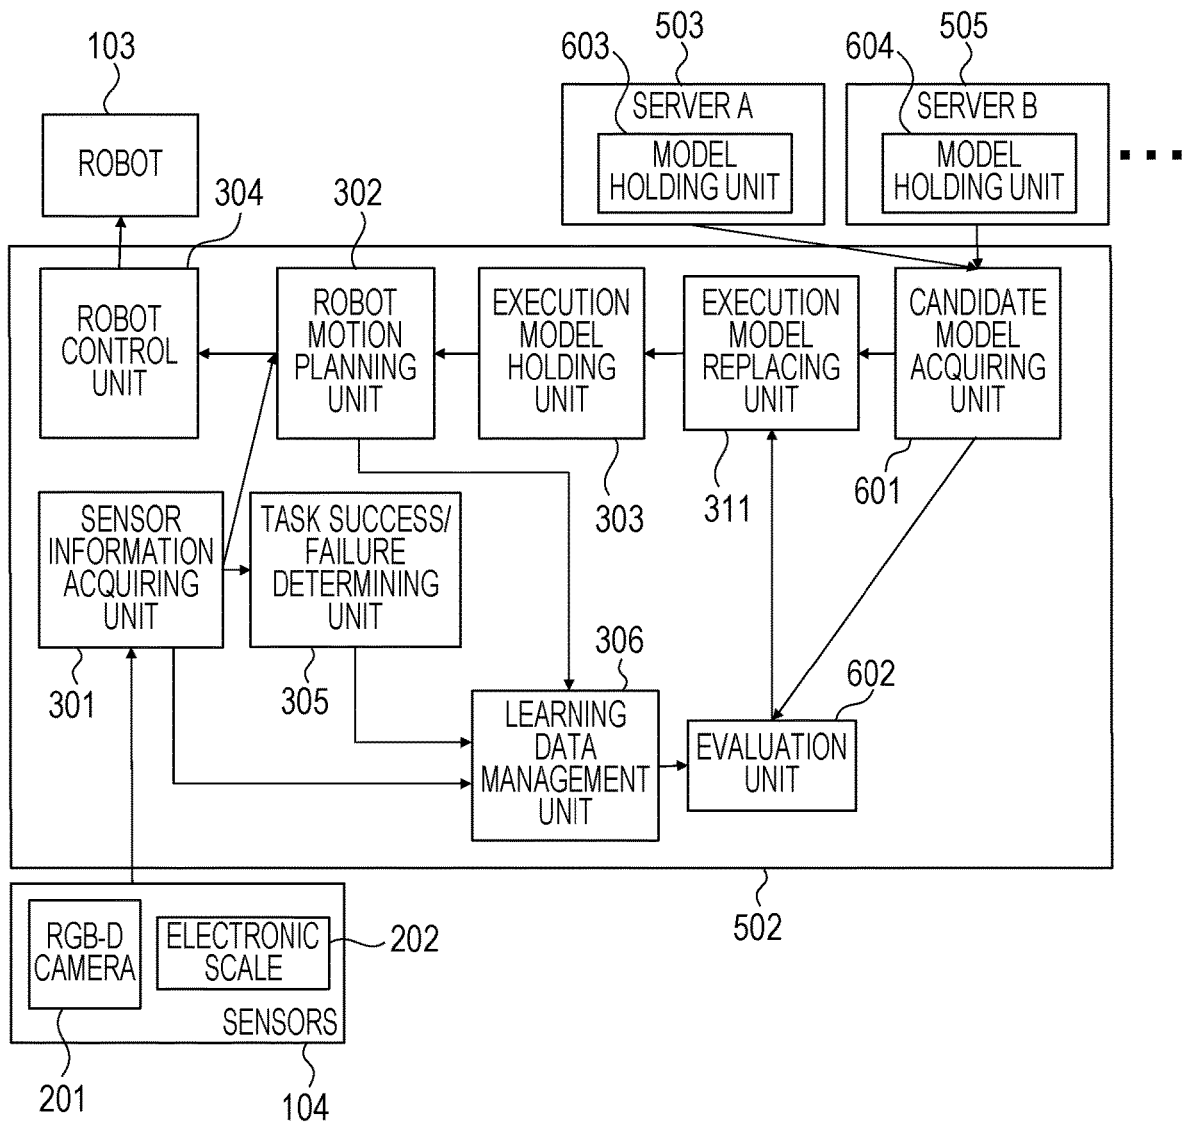 103
603
503
604
505
SERVER A
SERVER B
MODEL
HOLDING UNIT
MODEL
HOLDING UNIT
ROBOT
304
302
ROBOT
CONTROL
UNIT
ROBOT
MOTION
PLANNING
UNIT
EXECUTION
MODEL
HOLDING
UNIT
EXECUTION
MODEL
REPLACING
UNIT
CANDIDATE
MODEL
ACQUIRING
UNIT
303
311
601
SENSOR
INFORMATION
ACQUIRING
UNIT
TASK SUCCESS/
FAILURE
DETERMINING
UNIT
301
305
306
602
LEARNING
DATA
MANAGEMENT
UNIT
EVALUATION
UNIT
502
RGB-D
CAMERA
ELECTRONIC
SCALE
202
SENSORS
201
104